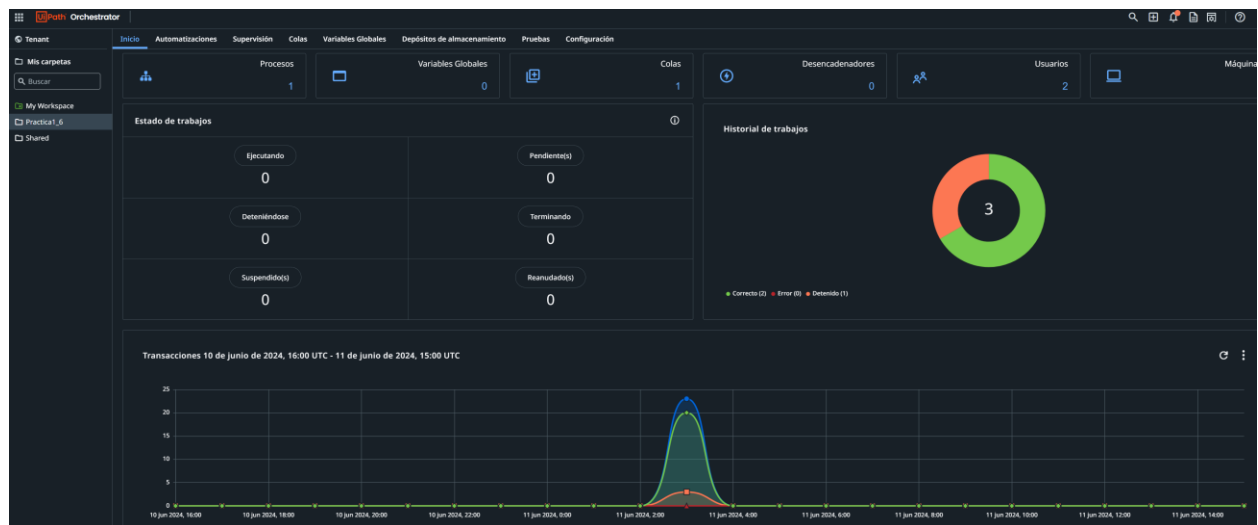 UiPath Orchestrator
Tenant
Inicio Automatizaciones Supervisión Colas Variables Globales Depósitos de almacenamiento Pruebas Configuración
Mis carpetas
Buscar
My Workspace
Practica1_6
Shared
Procesos
1
Variables Globales
0
Colas
1
Desencadenadores
0
Usuarios
2
Máquina
Estado de trabajos
Ejecutando
0
Pendiente(s)
0
Deteniéndose
0
Terminando
0
Suspendido(s)
0
Reanudado(s)
0
Historial de trabajos
3
Correcto (2) Error (0) Detenido (1)
Transacciones 10 de junio de 2024, 16:00 UTC - 11 de junio de 2024, 15:00 UTC
25
20
15
10
5
0
10 jun 2024, 16:00 10 jun 2024, 18:00 10 jun 2024, 20:00 10 jun 2024, 22:00 11 jun 2024, 0:00 11 jun 2024, 2:00 11 jun 2024, 4:00 11 jun 2024, 6:00 11 jun 2024, 8:00 11 jun 2024, 10:00 11 jun 2024, 12:00 11 jun 2024, 14:00